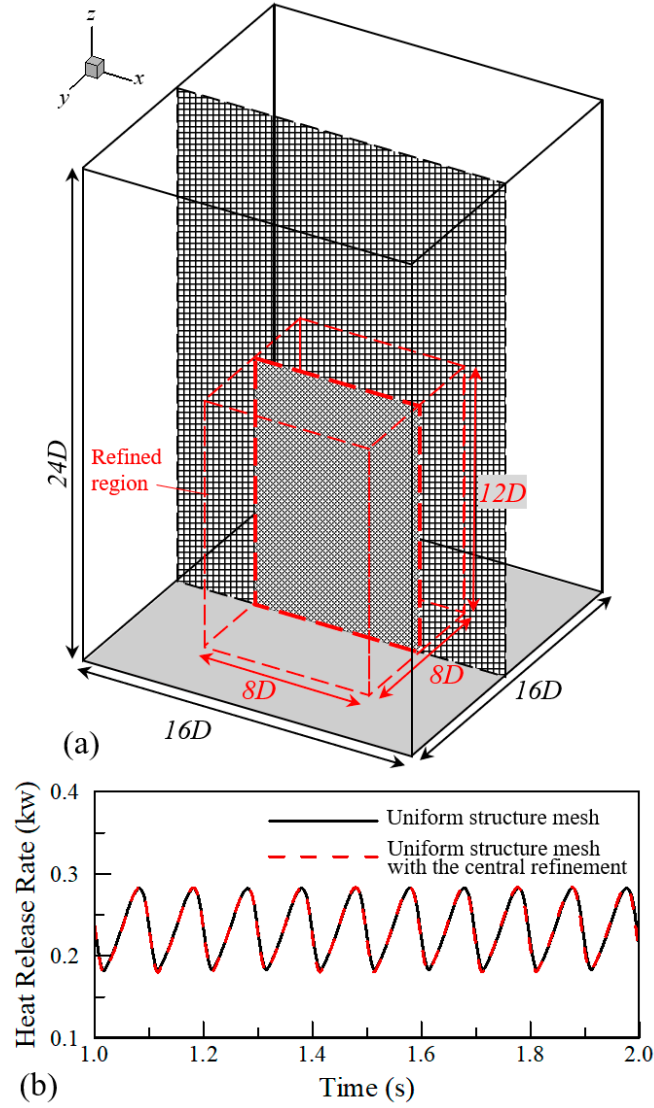 z
y
x
24D
Refined
region
12D
8D
8D
16D
16D
(a)
0.4
0.3
0.2
0.1
Heat Release Rate (kw)
Uniform structure mesh
Uniform structure mesh
with the central refinement
1.0
1.2
1.4
1.6
1.8
2.0
(b)
Time (s)